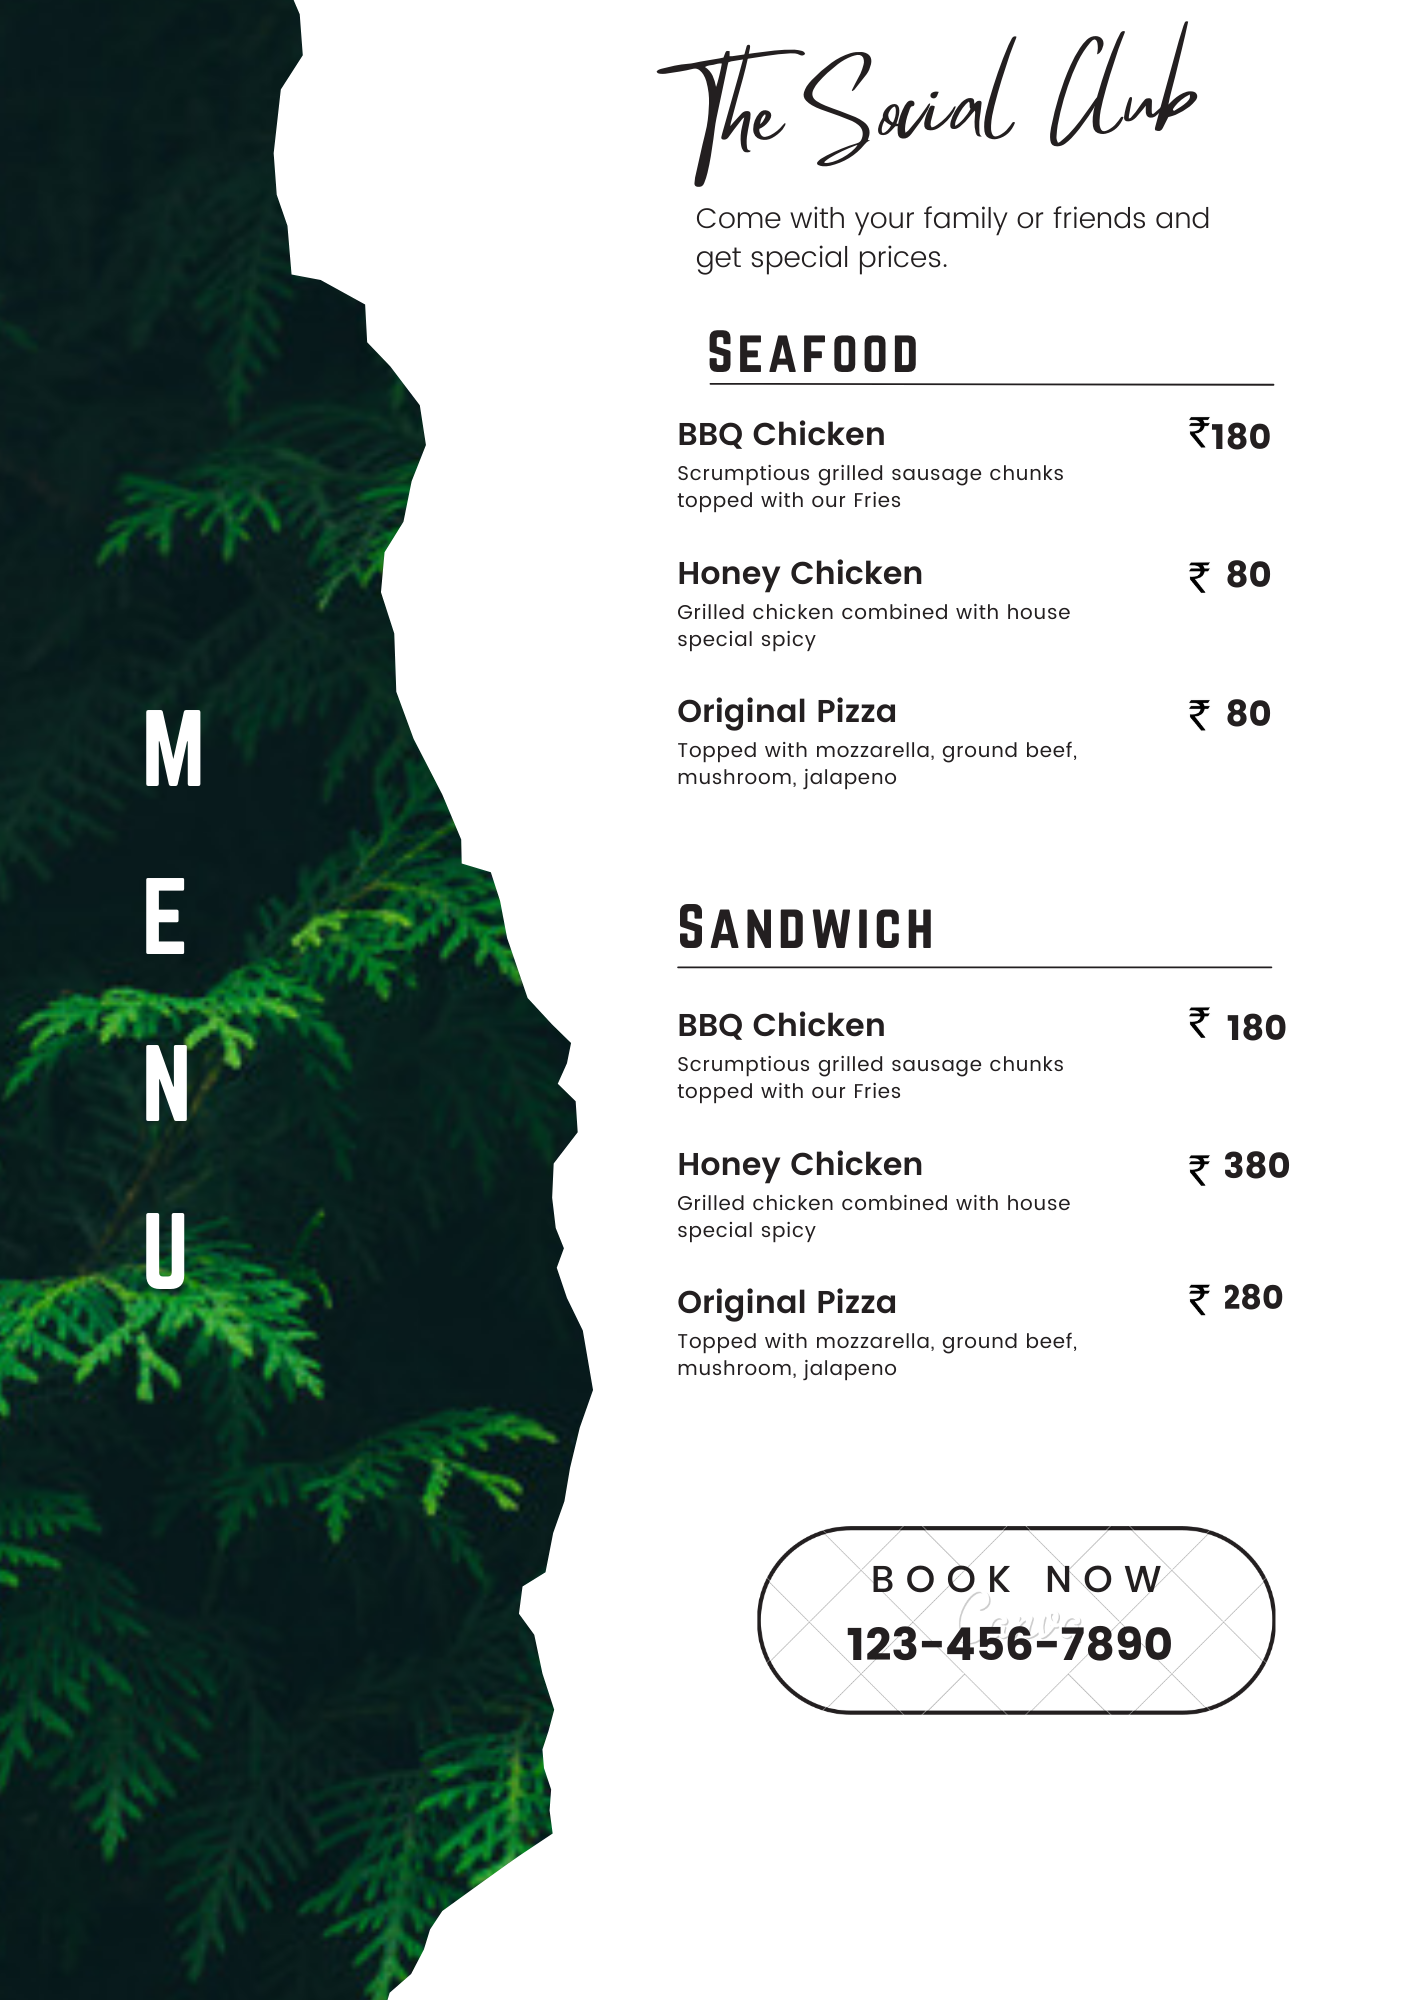 The Social Club
Come with your family or friends and
get special prices.
SEAFOOD
BBQ Chicken ₹180
Scrumptious grilled sausage chunks
topped with our Fries
Honey Chicken ₹ 80
Grilled chicken combined with house
special spicy
Original Pizza ₹ 80
Topped with mozzarella, ground beef,
mushroom, jalapeno
M
E
N
U
SANDWICH
BBQ Chicken ₹ 180
Scrumptious grilled sausage chunks
topped with our Fries
Honey Chicken ₹ 380
Grilled chicken combined with house
special spicy
Original Pizza ₹ 280
Topped with mozzarella, ground beef,
mushroom, jalapeno
BOOK NOW
Canva
123-456-7890